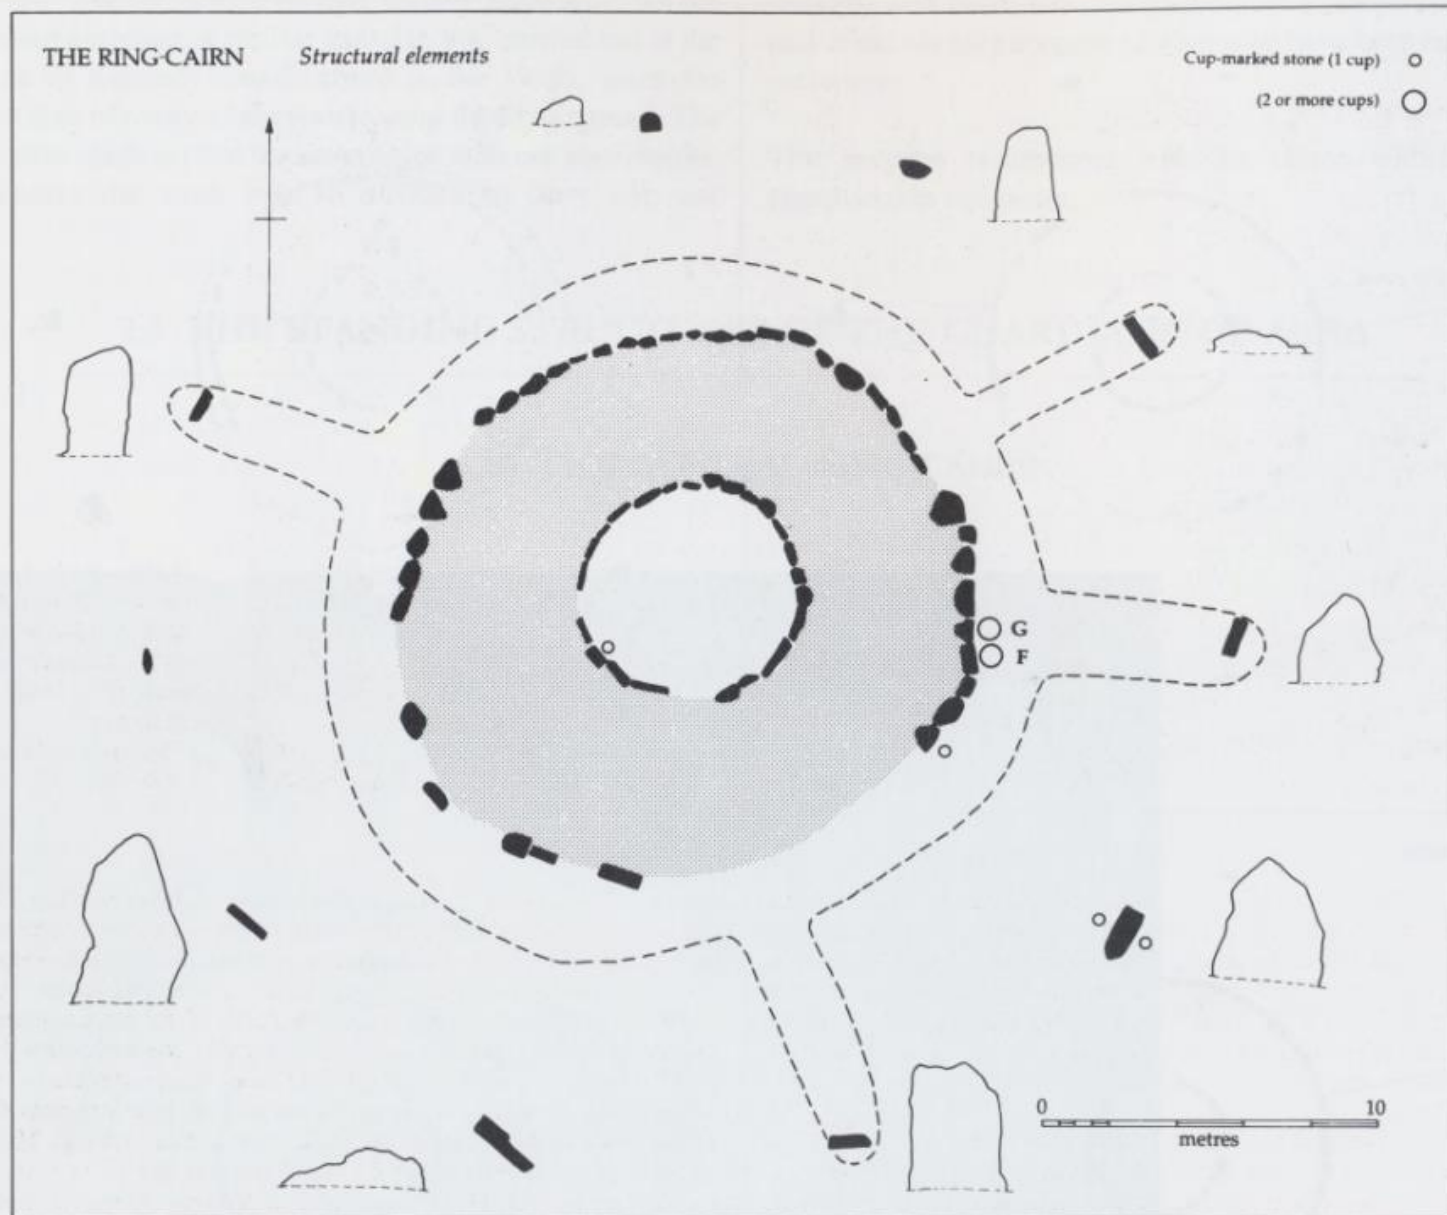 THE RING-CAIRN Structural elements
Cup-marked stone (1 cup)
(2 or more cups)
G
F
0 10
metres